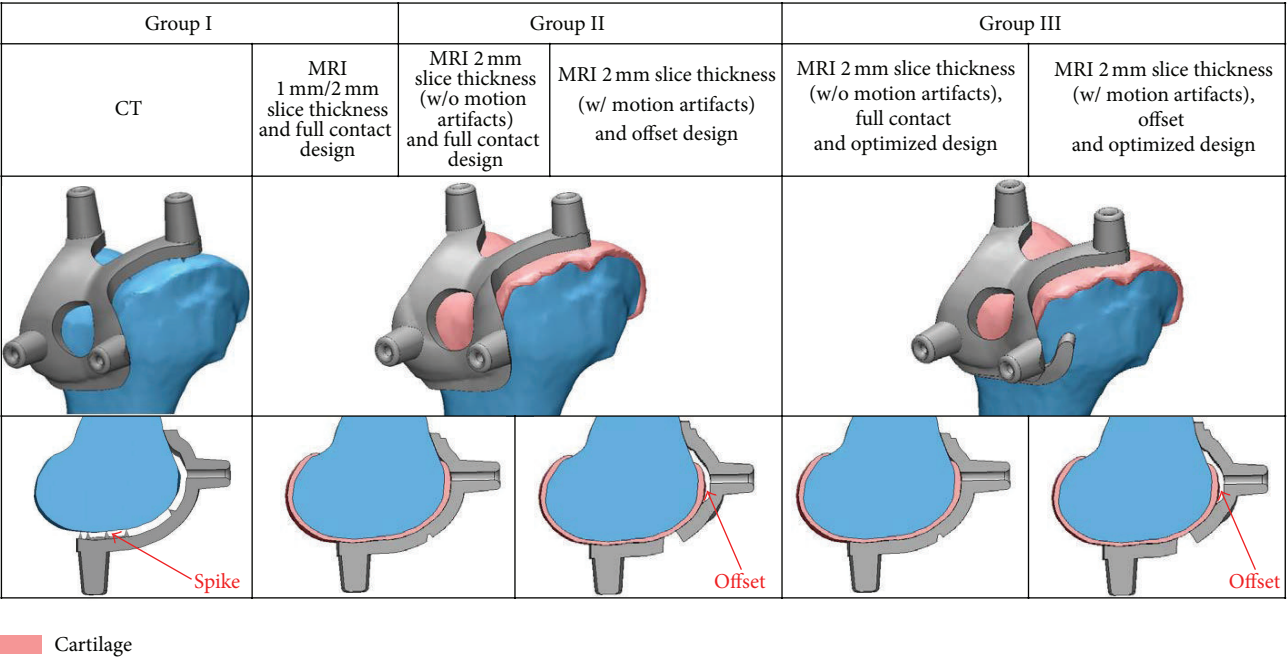 Group I
Group II
Group III
CT
MRI
1 mm/2 mm
slice thickness
and full contact
design
MRI 2 mm
slice thickness
(w/o motion
artifacts)
and full contact
design
MRI 2 mm slice thickness
(w/ motion artifacts)
and offset design
MRI 2 mm slice thickness
(w/o motion artifacts),
full contact
and optimized design
MRI 2 mm slice thickness
(w/ motion artifacts),
offset
and optimized design
Spike
Offset
Offset
Cartilage